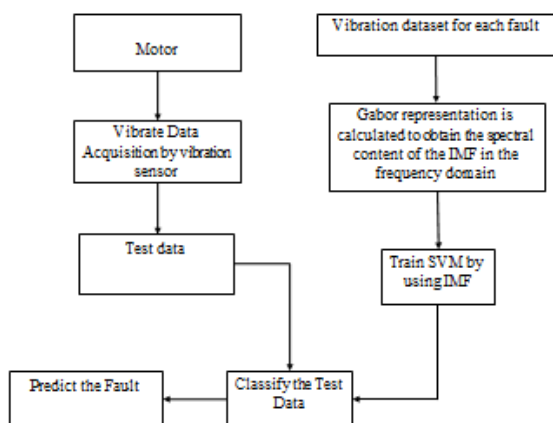 Motor
Vibrate Data
Acquisition by vibration
sensor
Test data
Vibration dataset for each fault
Gabor representation is
calculated to obtain the spectral
content of the IMF in the
frequency domain
Train SVM by
using IMF
Classify the Test
Data
Predict the Fault